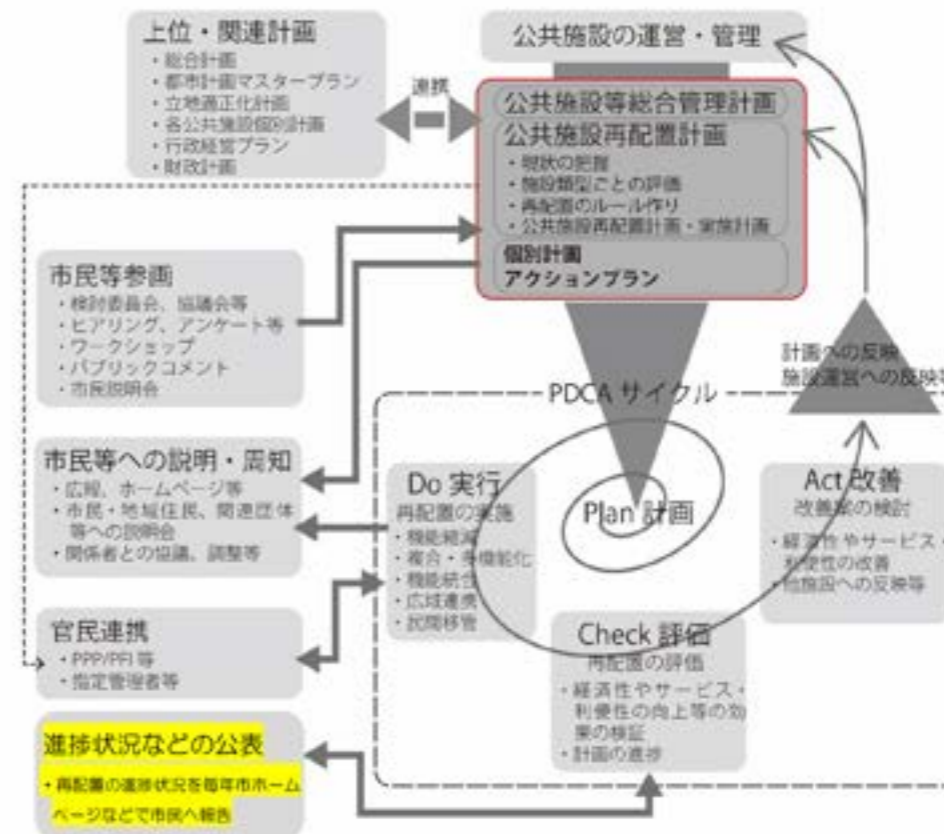 上位・関連計画
・総合計画
・都市計画マスタープラン
・立地適正化計画
・各公共施設個別計画
・行政経営プラン
・財政計画
連携
公共施設の運営・管理
公共施設等総合管理計画
公共施設再配置計画
・現状の把握
・施設類型ごとの評価
・再配置のルール作り
・公共施設再配置計画・実施計画
個別計画
アクションプラン
市民等参画
・検討委員会、協議会等
・ヒアリング、アンケート等
・ワークショップ
・パブリックコメント
・市民説明会
計画への反映
施設運営への反映等
PDCA サイクル
市民等への説明・周知
・広報、ホームページ等
・市民・地域住民、関連団体
等への説明会
・関係者との協議、調整等
Do 実行
再配置の実施
・機能縮減
・複合・多機能化
・機能統合
・広域連携
・民間移管
Plan 計画
Act 改善
改善案の検討
・経済性やサービス・
利便性の改善
・他施設への反映等
官民連携
・PPP/PFI 等
・指定管理者等
Check 評価
再配置の評価
・経済性やサービス・
利便性の向上等の効
果の検証
・計画の進捗
進捗状況などの公表
・再配置の進捗状況を毎年市ホーム
ページなどで市民へ報告